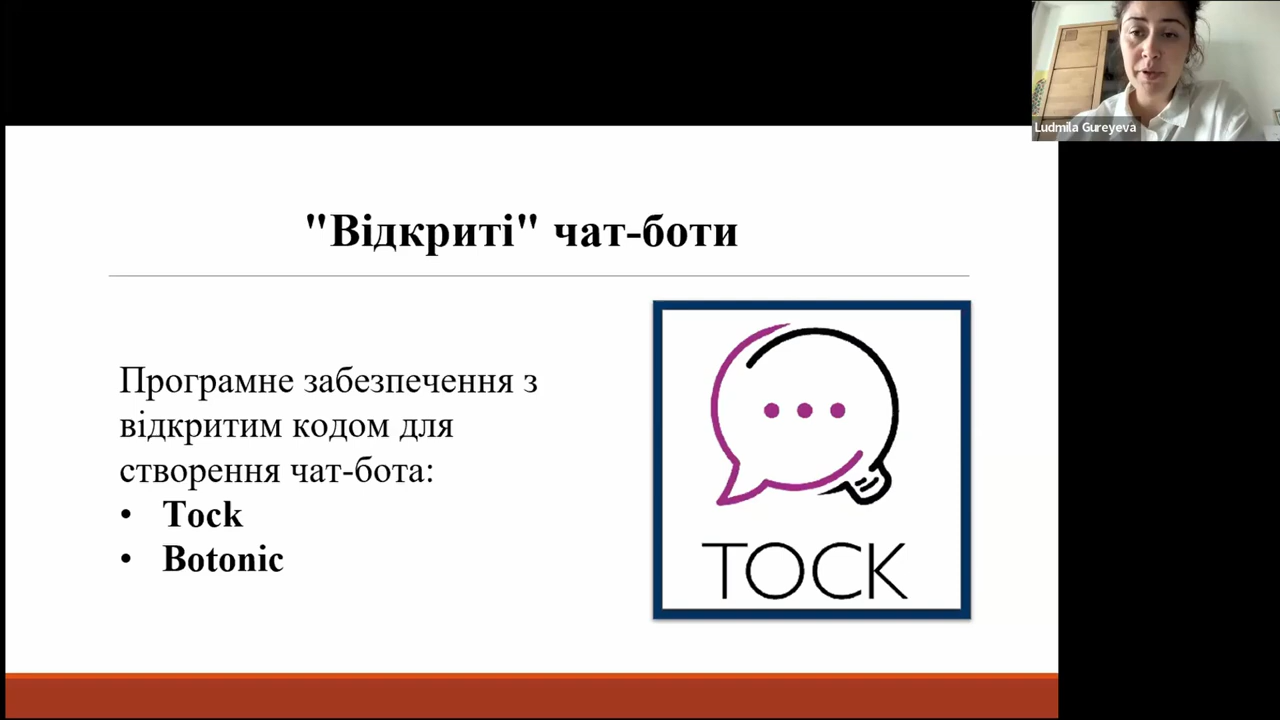 Ludmila Gureyeva
"Відкриті" чат-боти
Програмне забезпечення з
відкритим кодом для
створення чат-бота:
• Tock
• Botonic
TOCK